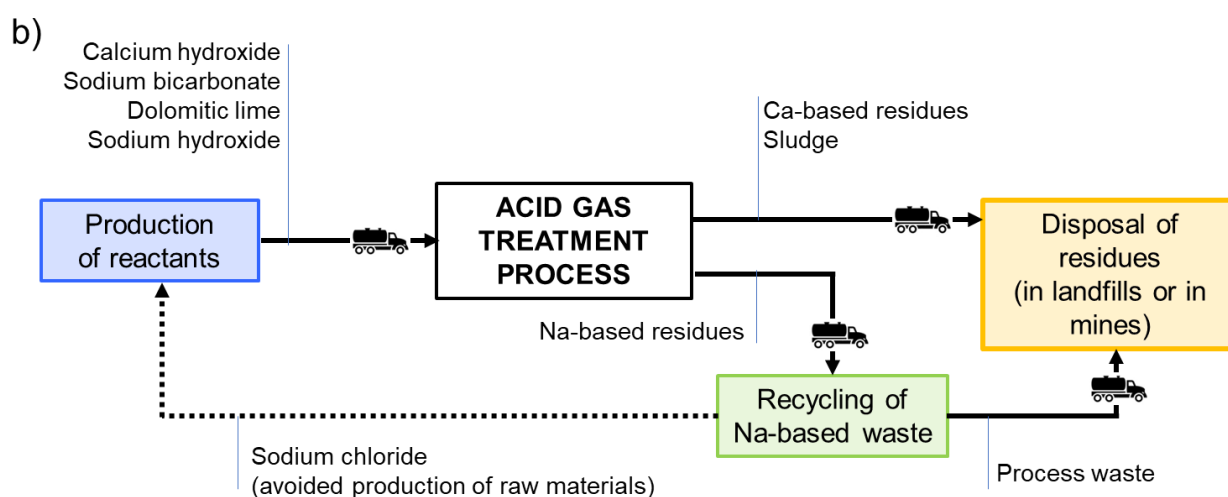 b)
Calcium hydroxide
Sodium bicarbonate
Dolomitic lime
Sodium hydroxide
Ca-based residues
Sludge
Production
of reactants
ACID GAS
TREATMENT
PROCESS
Disposal of
residues
(in landfills or in
mines)
Na-based residues
Recycling of
Na-based waste
Sodium chloride
(avoided production of raw materials)
Process waste